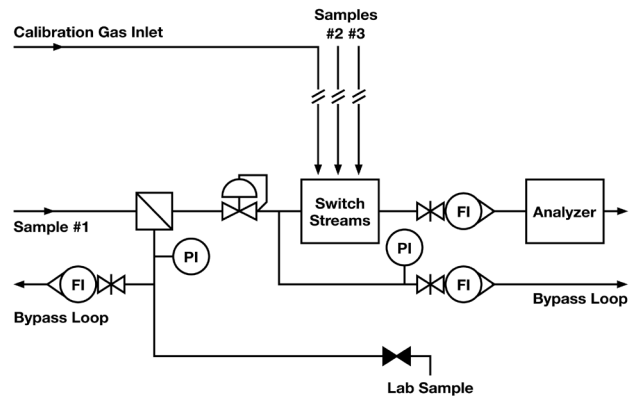 Samples
Calibration Gas Inlet
#2 #3
Switch
Streams
FI
Analyzer
Sample #1
PI
PI
FI
FI
Bypass Loop
Bypass Loop
Lab Sample